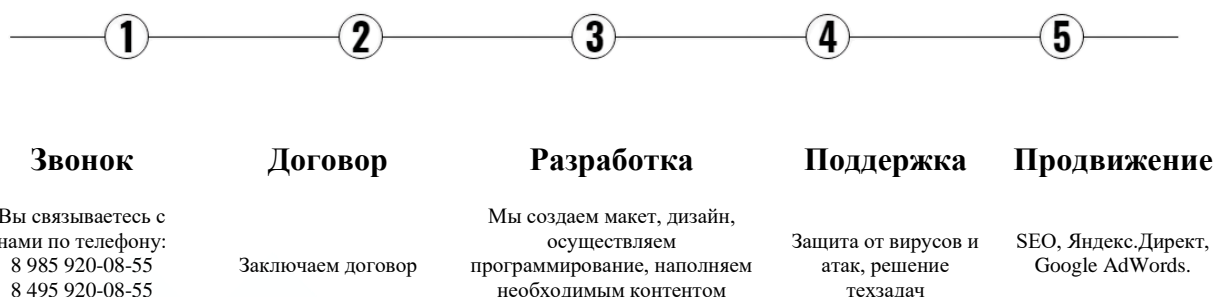 1 2 3 4 5
Звонок Договор Разработка Поддержка Продвижение
Вы связываетесь с
нами по телефону:
8 985 920-08-55
8 495 920-08-55
Заключаем договор
Мы создаем макет, дизайн,
осуществляем
программирование, наполняем
необходимым контентом
Защита от вирусов и
атак, решение
техзадач
SEO, Яндекс.Директ,
Google AdWords.